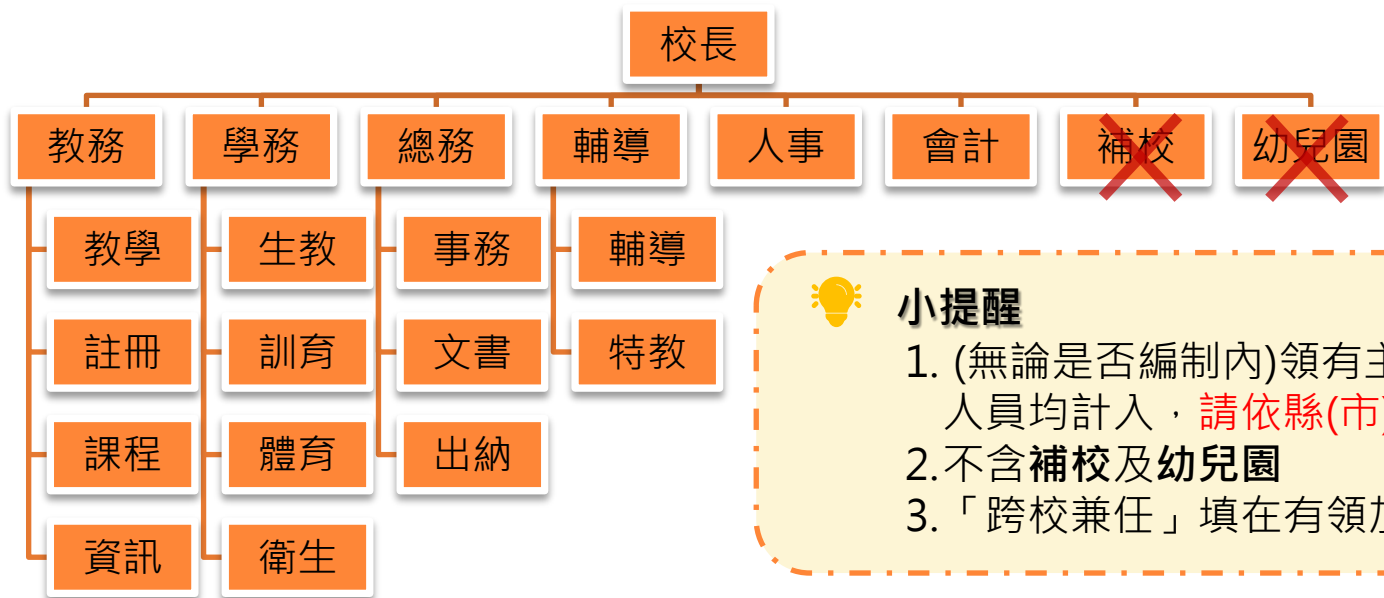 校長
教務
學務
總務
輔導
人事
會計
補校
幼兒園
教學
生教
事務
輔導
註冊
訓育
文書
特教
課程
體育
出納
資訊
衛生
小提醒
1. (無論是否編制內)領有主
人員均計入，請依縣(市)
2.不含補校及幼兒園
3.「跨校兼任」填在有領加